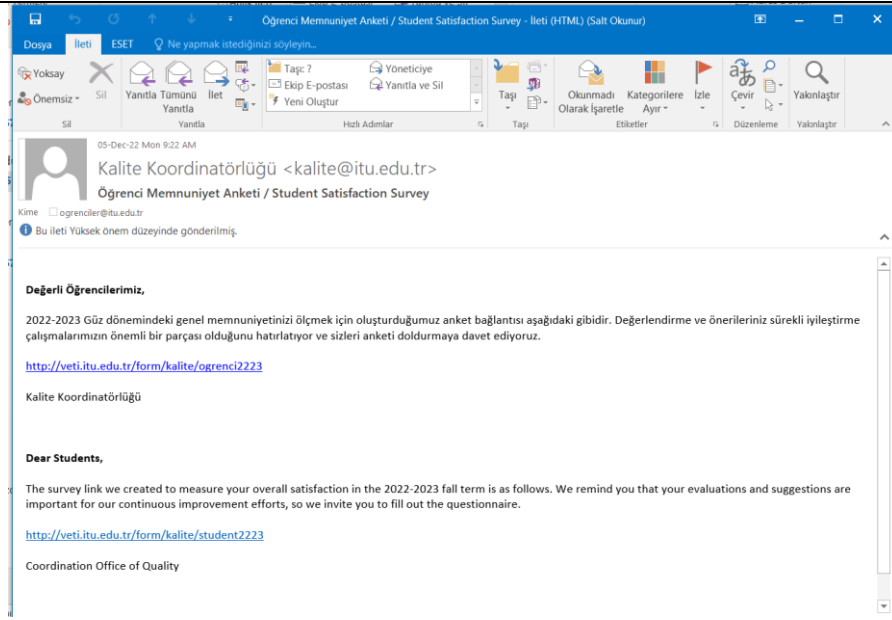 Öğrenci Memnuniyet Anketi / Student Satisfaction Survey - İleti (HTML) (Salt Okunur)
Dosya İleti ESET Ne yapmak istediğinizi söyleyin...
Yoksay
Önemsiz
Sil
Yanıtla Tümünü Yanıtla İlet
Taşı: ?
Ekip E-postası
Yeni Oluştur
Yöneticiye
Yanıtla ve Sil
Taşı
Okunmadı Olarak İşaretle
Kategorilere Ayır
İzle
Çevir
Yakınlaştır
Sil Yanıtla Hızlı Adımlar Taşı Etiketler Düzenleme Yakınlaştır
05-Dec-22 Mon 9:22 AM
Kalite Koordinatörlüğü <kalite@itu.edu.tr>
Öğrenci Memnuniyet Anketi / Student Satisfaction Survey
Kime ogrenciler@itu.edu.tr
Bu ileti Yüksek önem düzeyinde gönderilmiş.
Değerli Öğrencilerimiz,
2022-2023 Güz dönemindeki genel memnuniyetinizi ölçmek için oluşturduğumuz anket bağlantısı aşağıdaki gibidir. Değerlendirme ve önerileriniz sürekli iyileştirme
çalışmalarımızın önemli bir parçası olduğunu hatırlatıyor ve sizleri anketi doldurmaya davet ediyoruz.
http://veti.itu.edu.tr/form/kalite/ogrenci2223
Kalite Koordinatörlüğü
Dear Students,
The survey link we created to measure your overall satisfaction in the 2022-2023 fall term is as follows. We remind you that your evaluations and suggestions are
important for our continuous improvement efforts, so we invite you to fill out the questionnaire.
http://veti.itu.edu.tr/form/kalite/student2223
Coordination Office of Quality